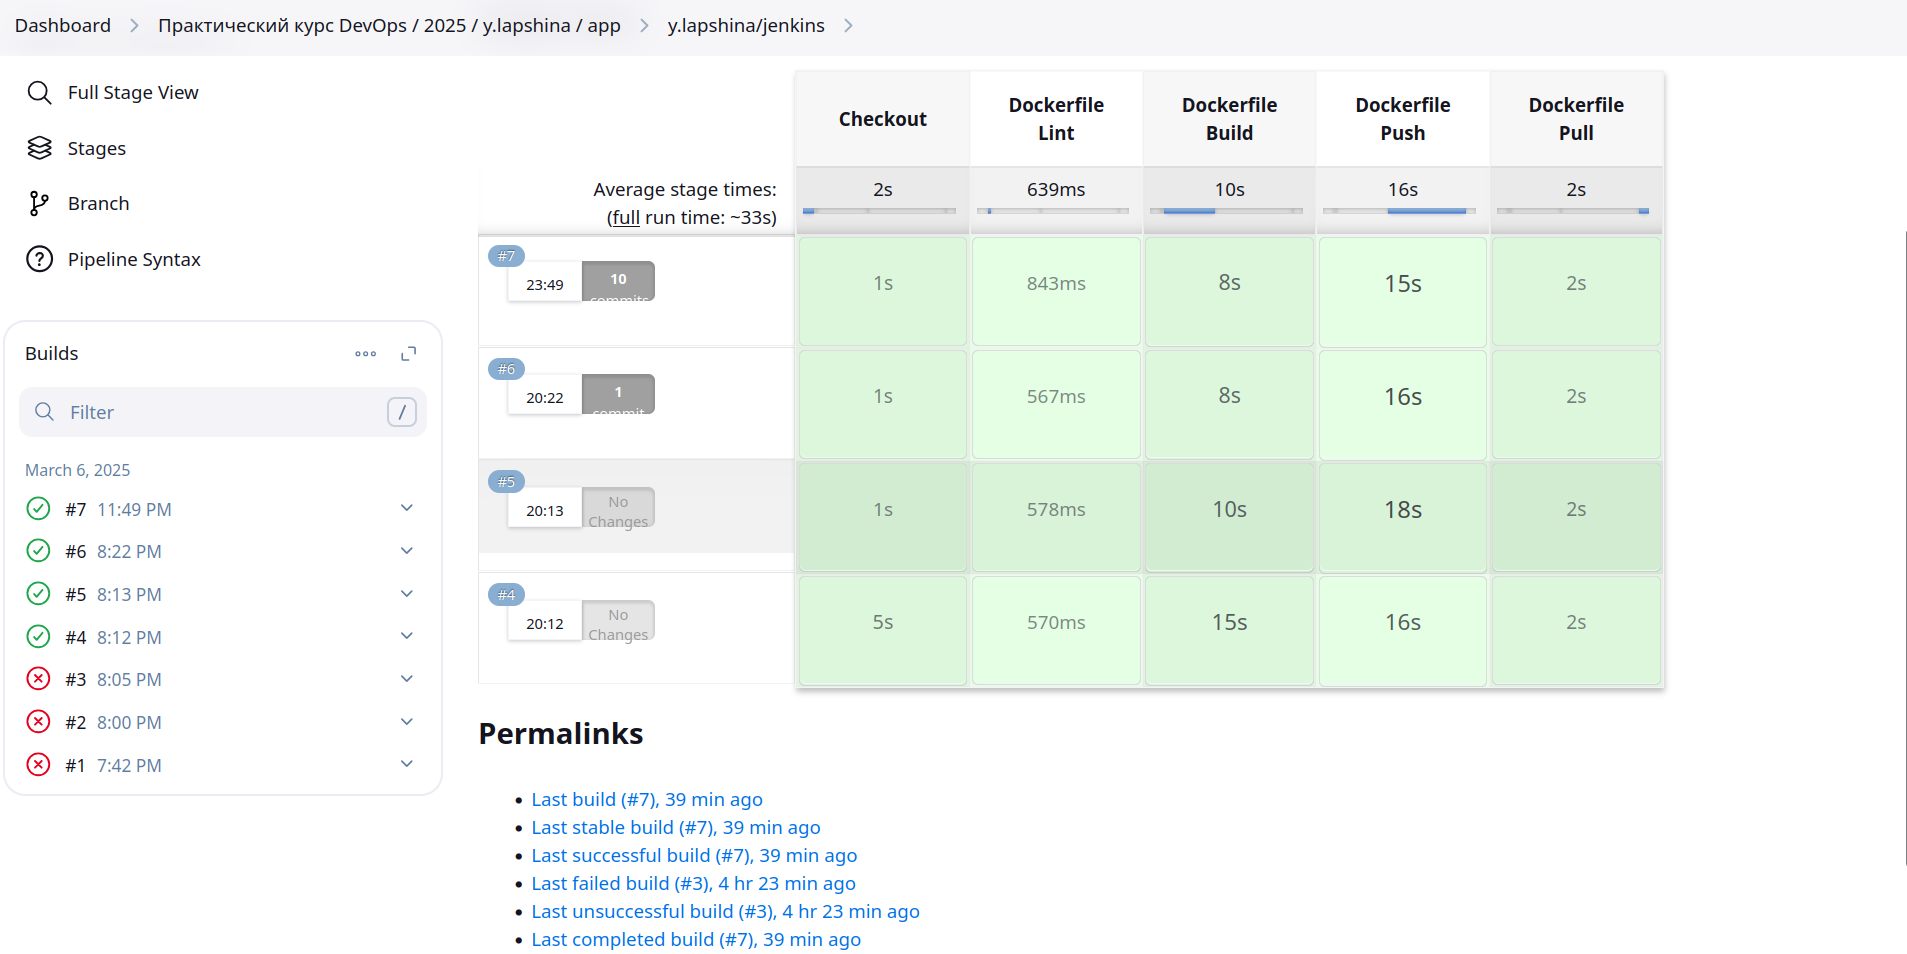 Dashboard
Практический курс DevOps / 2025 / y.lapshina / app
y.lapshina/jenkins
Full Stage View
Stages
Branch
Pipeline Syntax
Builds
Filter
/
March 6, 2025
#7 11:49 PM
#6 8:22 PM
#5 8:13 PM
#4 8:12 PM
#3 8:05 PM
#2 8:00 PM
#1 7:42 PM
Checkout
Dockerfile
Lint
Dockerfile
Build
Dockerfile
Push
Dockerfile
Pull
Average stage times:
(full run time: ~33s)
2s
639ms
10s
16s
2s
#7
23:49
10
commits
1s
843ms
8s
15s
2s
#6
20:22
1
commit
1s
567ms
8s
16s
2s
#5
20:13
No
Changes
1s
578ms
10s
18s
2s
#4
20:12
No
Changes
5s
570ms
15s
16s
2s
Permalinks
Last build (#7), 39 min ago
Last stable build (#7), 39 min ago
Last successful build (#7), 39 min ago
Last failed build (#3), 4 hr 23 min ago
Last unsuccessful build (#3), 4 hr 23 min ago
Last completed build (#7), 39 min ago